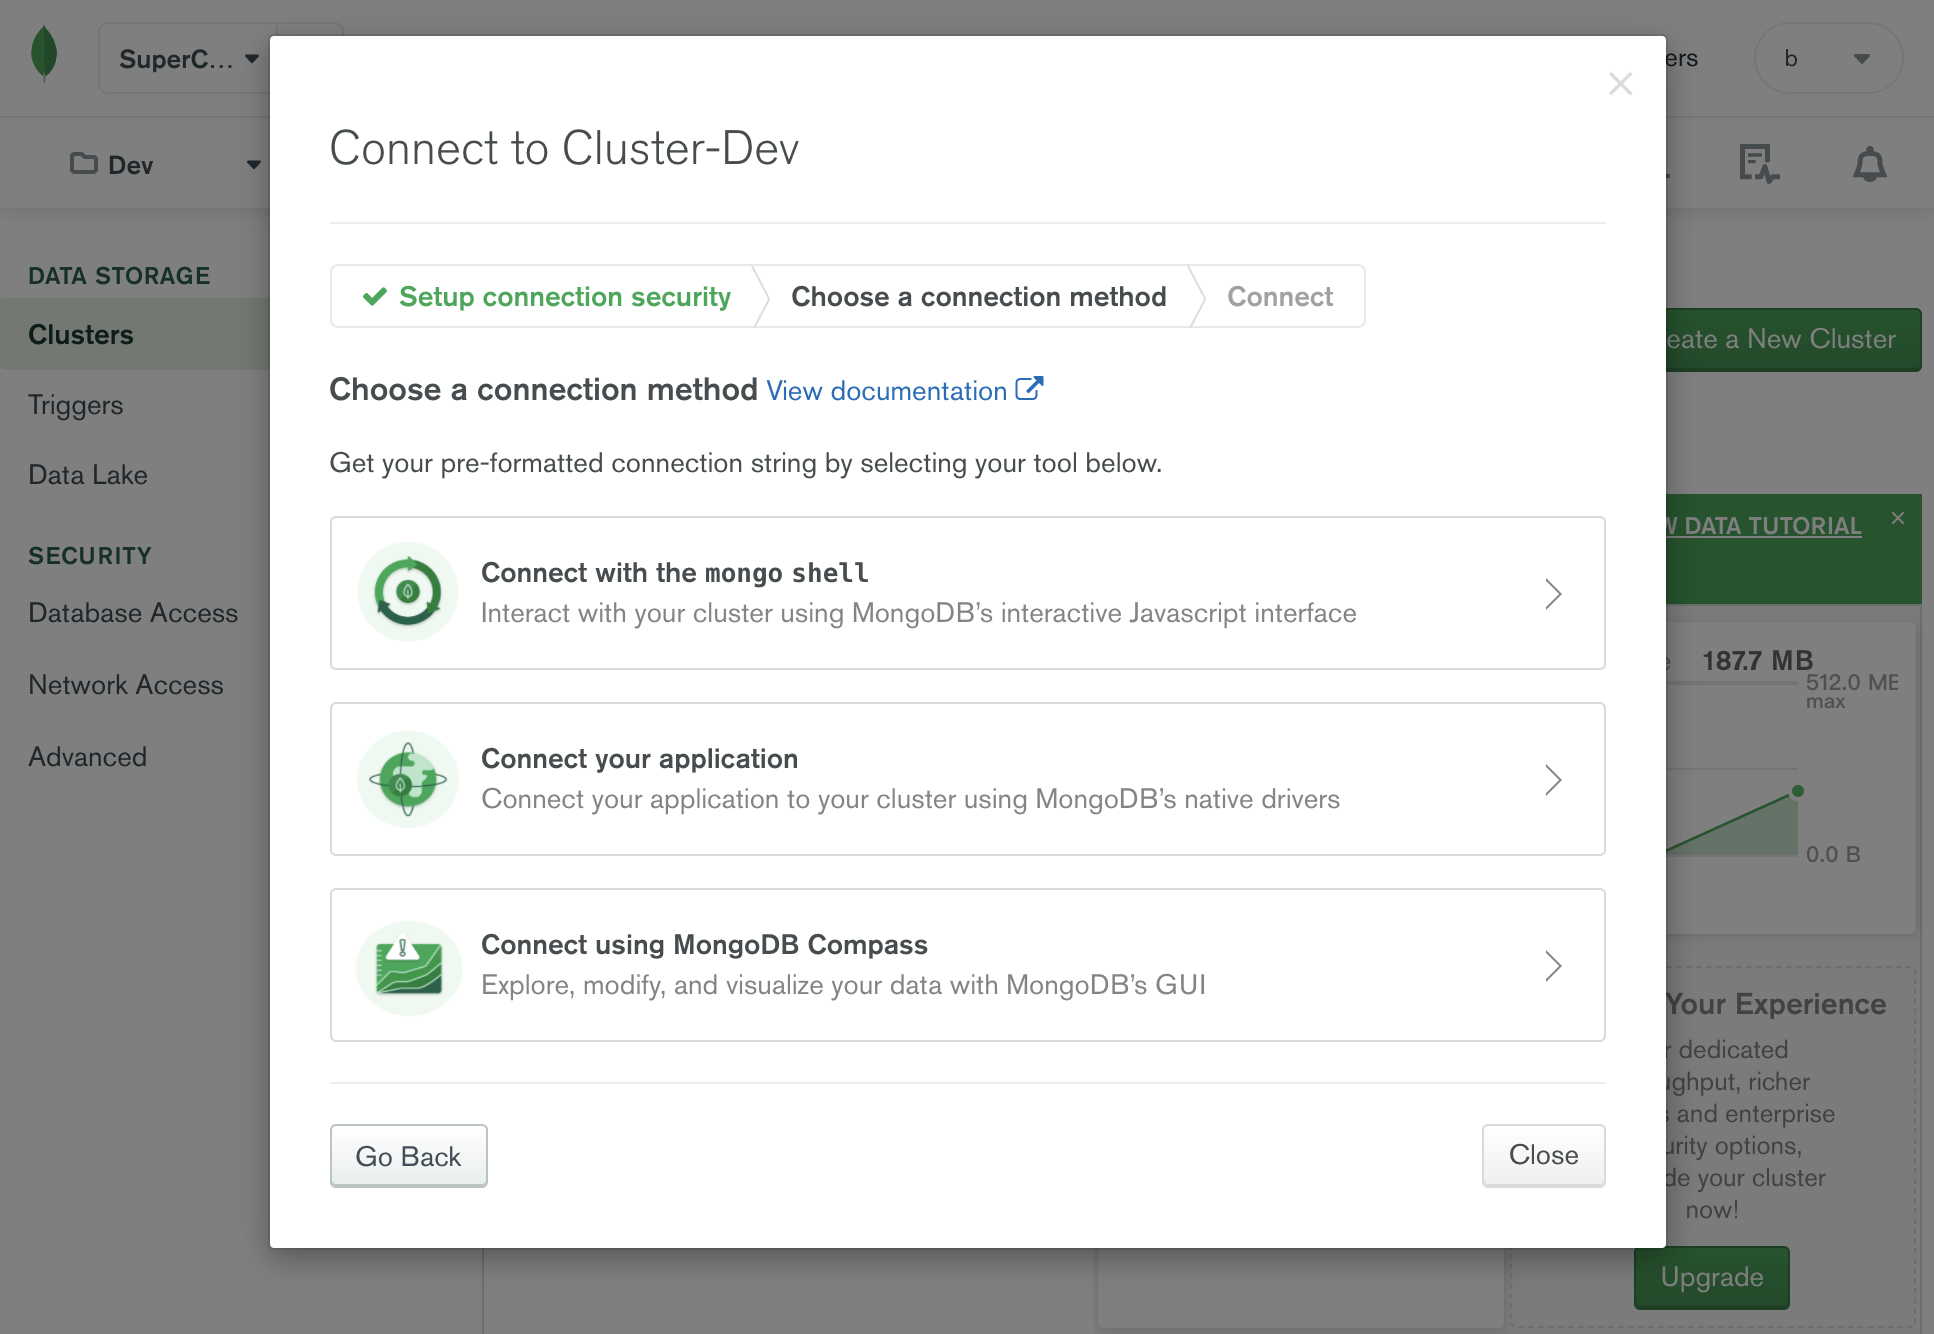 SuperC...
ers
b
Dev
DATA STORAGE
Clusters
Triggers
Data Lake
SECURITY
Database Access
Network Access
Advanced
Connect to Cluster-Dev
Setup connection security
Choose a connection method
Connect
Choose a connection method View documentation
Get your pre-formatted connection string by selecting your tool below.
Connect with the mongo shell
Interact with your cluster using MongoDB’s interactive Javascript interface
Connect your application
Connect your application to your cluster using MongoDB’s native drivers
Connect using MongoDB Compass
Explore, modify, and visualize your data with MongoDB’s GUI
Go Back
Close
eate a New Cluster
W DATA TUTORIAL
187.7 MB
512.0 MB
max
0.0 B
Your Experience
r dedicated
ughput, richer
s and enterprise
urity options,
de your cluster
now!
Upgrade